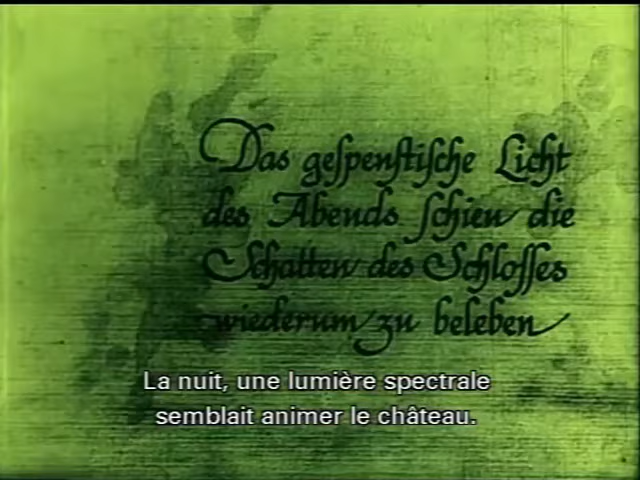 Das gespenstische Licht
des Abends schien die
Schatten des Schlosses
wiederum zu beleben
La nuit, une lumière spectrale
semblait animer le château.